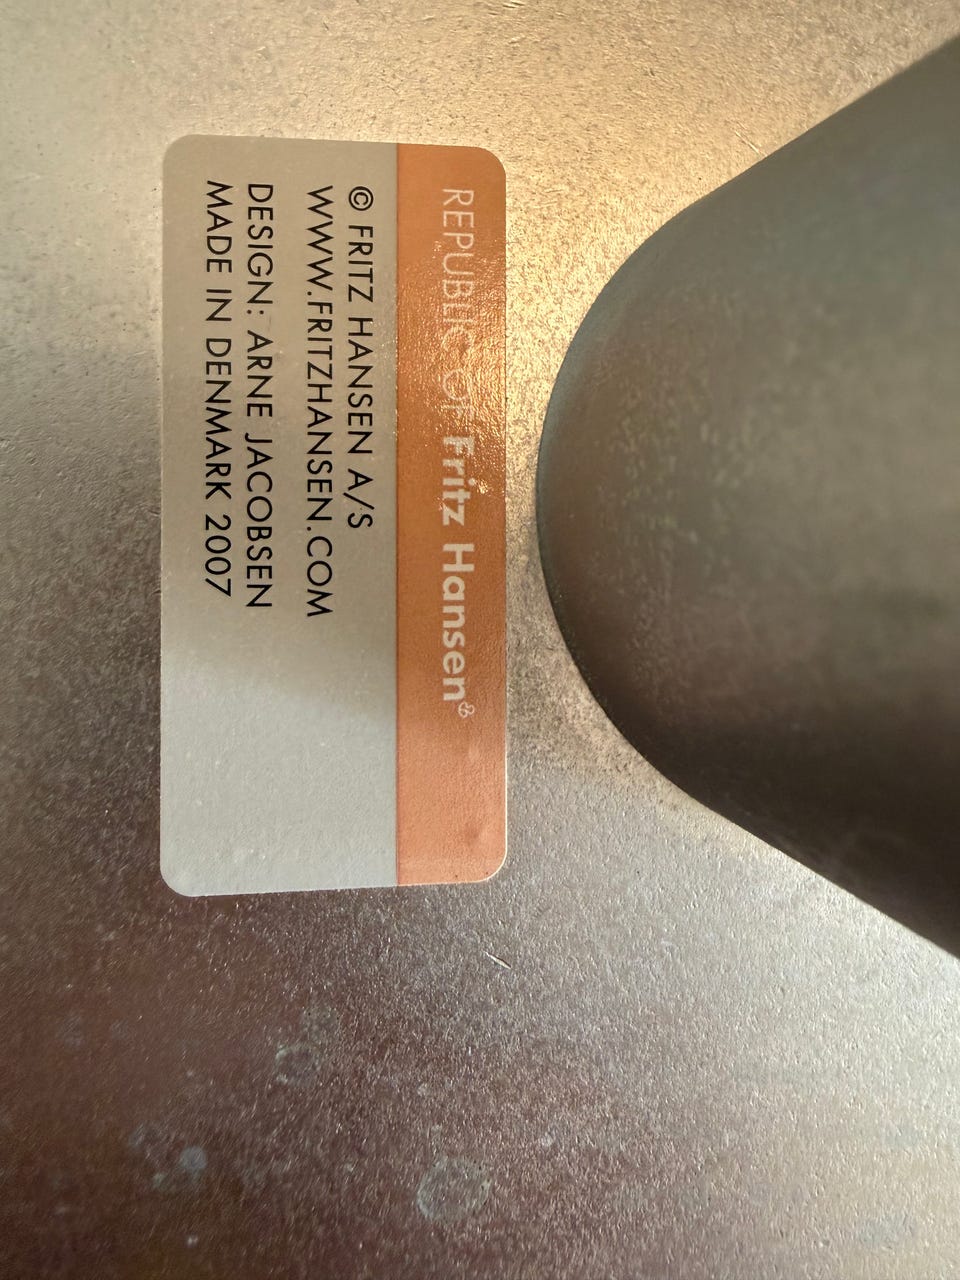 REPUBLIC OF Fritz Hansen®
© FRITZ HANSEN A/S
WWW.FRITZHANSEN.COM
DESIGN: ARNE JACOBSEN
MADE IN DENMARK 2007